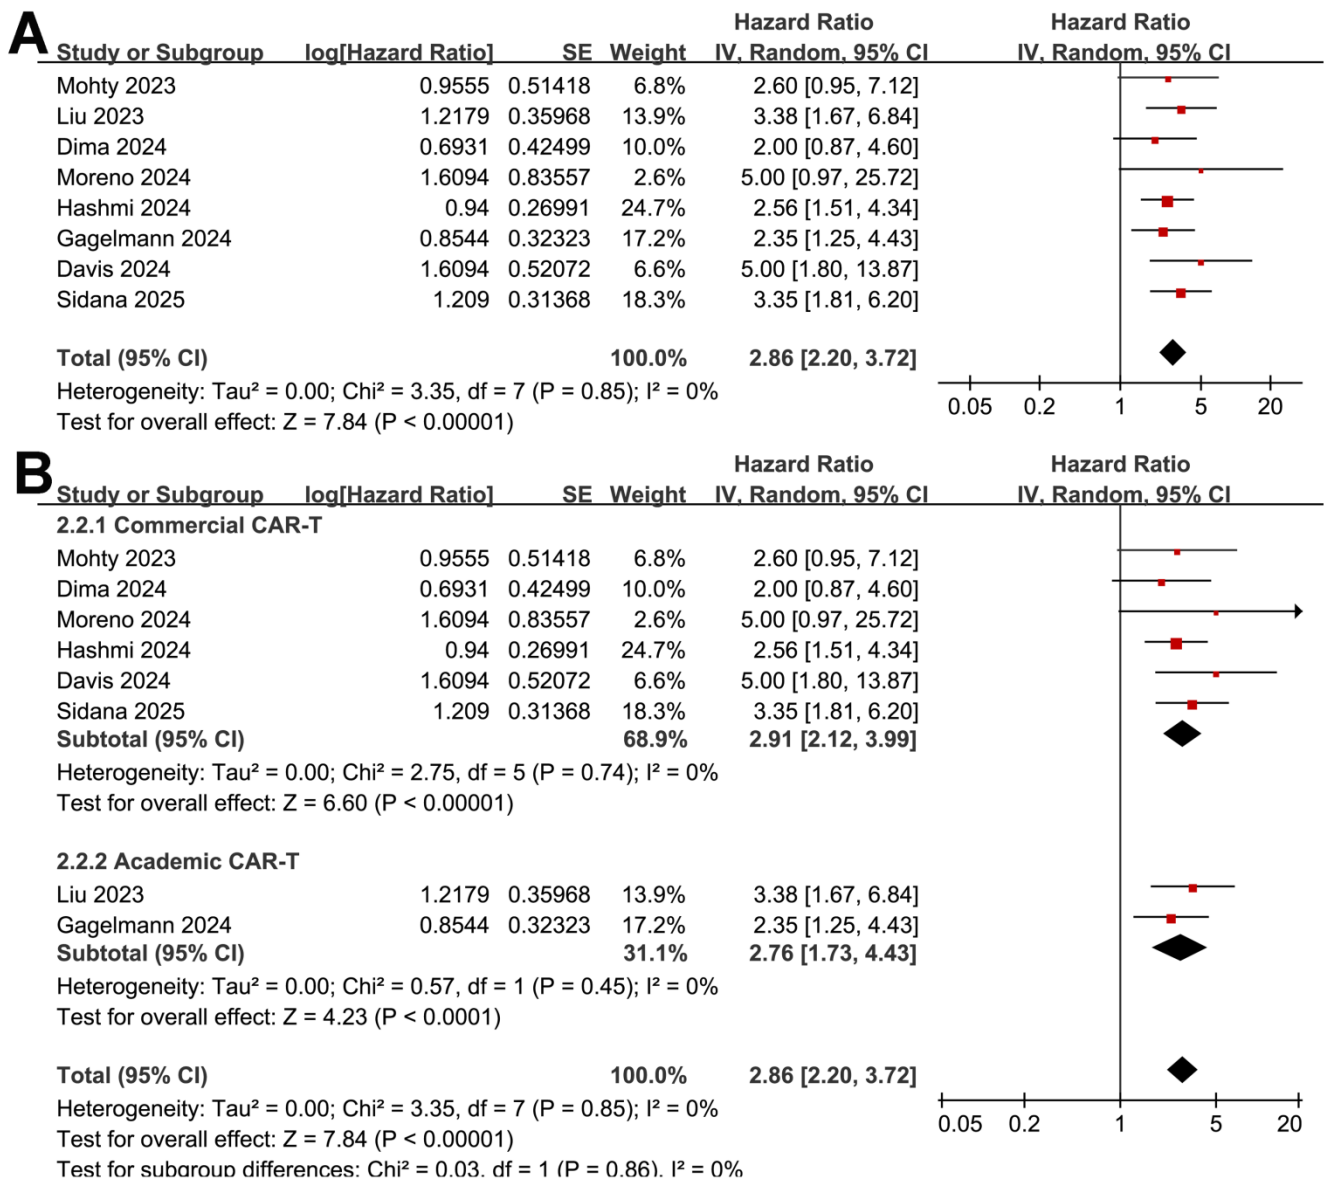 A
Hazard Ratio Hazard Ratio
Study or Subgroup log[Hazard Ratio] SE Weight IV, Random, 95% CI IV, Random, 95% CI
Mohty 2023 0.9555 0.51418 6.8% 2.60 [0.95, 7.12]
Liu 2023 1.2179 0.35968 13.9% 3.38 [1.67, 6.84]
Dima 2024 0.6931 0.42499 10.0% 2.00 [0.87, 4.60]
Moreno 2024 1.6094 0.83557 2.6% 5.00 [0.97, 25.72]
Hashmi 2024 0.94 0.26991 24.7% 2.56 [1.51, 4.34]
Gagelmann 2024 0.8544 0.32323 17.2% 2.35 [1.25, 4.43]
Davis 2024 1.6094 0.52072 6.6% 5.00 [1.80, 13.87]
Sidana 2025 1.209 0.31368 18.3% 3.35 [1.81, 6.20]
Total (95% CI) 100.0% 2.86 [2.20, 3.72]
Heterogeneity: Tau² = 0.00; Chi² = 3.35, df = 7 (P = 0.85); I² = 0%
Test for overall effect: Z = 7.84 (P < 0.00001)
0.05 0.2 1 5 20
B
Hazard Ratio Hazard Ratio
Study or Subgroup log[Hazard Ratio] SE Weight IV, Random, 95% CI IV, Random, 95% CI
2.2.1 Commercial CAR-T
Mohty 2023 0.9555 0.51418 6.8% 2.60 [0.95, 7.12]
Dima 2024 0.6931 0.42499 10.0% 2.00 [0.87, 4.60]
Moreno 2024 1.6094 0.83557 2.6% 5.00 [0.97, 25.72]
Hashmi 2024 0.94 0.26991 24.7% 2.56 [1.51, 4.34]
Davis 2024 1.6094 0.52072 6.6% 5.00 [1.80, 13.87]
Sidana 2025 1.209 0.31368 18.3% 3.35 [1.81, 6.20]
Subtotal (95% CI) 68.9% 2.91 [2.12, 3.99]
Heterogeneity: Tau² = 0.00; Chi² = 2.75, df = 5 (P = 0.74); I² = 0%
Test for overall effect: Z = 6.60 (P < 0.00001)
2.2.2 Academic CAR-T
Liu 2023 1.2179 0.35968 13.9% 3.38 [1.67, 6.84]
Gagelmann 2024 0.8544 0.32323 17.2% 2.35 [1.25, 4.43]
Subtotal (95% CI) 31.1% 2.76 [1.73, 4.43]
Heterogeneity: Tau² = 0.00; Chi² = 0.57, df = 1 (P = 0.45); I² = 0%
Test for overall effect: Z = 4.23 (P < 0.0001)
Total (95% CI) 100.0% 2.86 [2.20, 3.72]
Heterogeneity: Tau² = 0.00; Chi² = 3.35, df = 7 (P = 0.85); I² = 0%
Test for overall effect: Z = 7.84 (P < 0.00001)
Test for subgroup differences: Chi² = 0.03, df = 1 (P = 0.86), I² = 0%
0.05 0.2 1 5 20